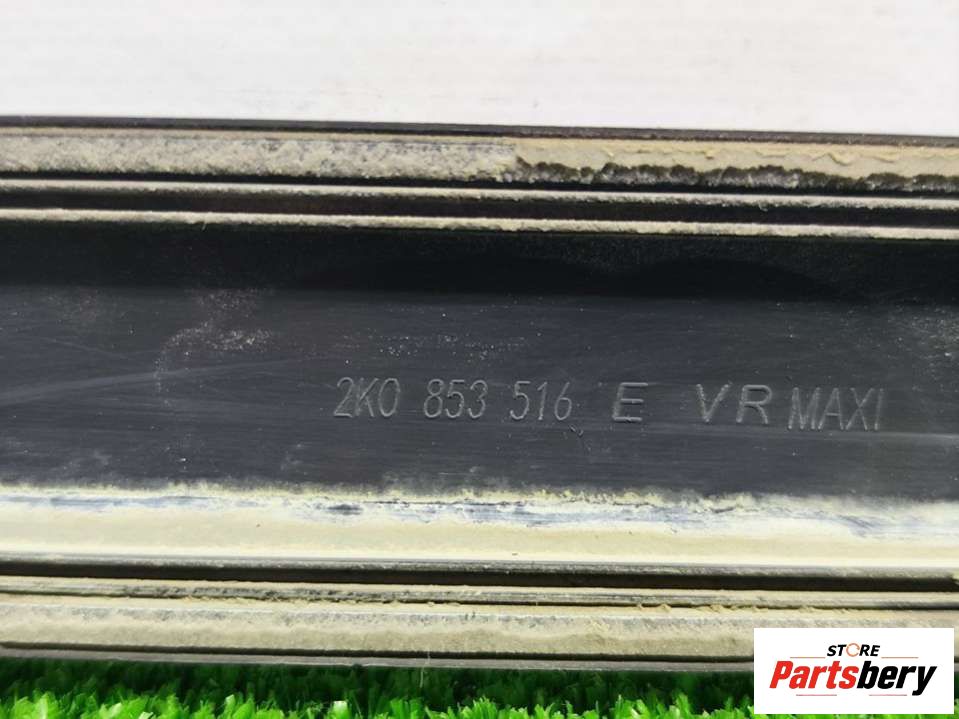 2K0 853 516 E VR MAXI
STORE
Partsbery